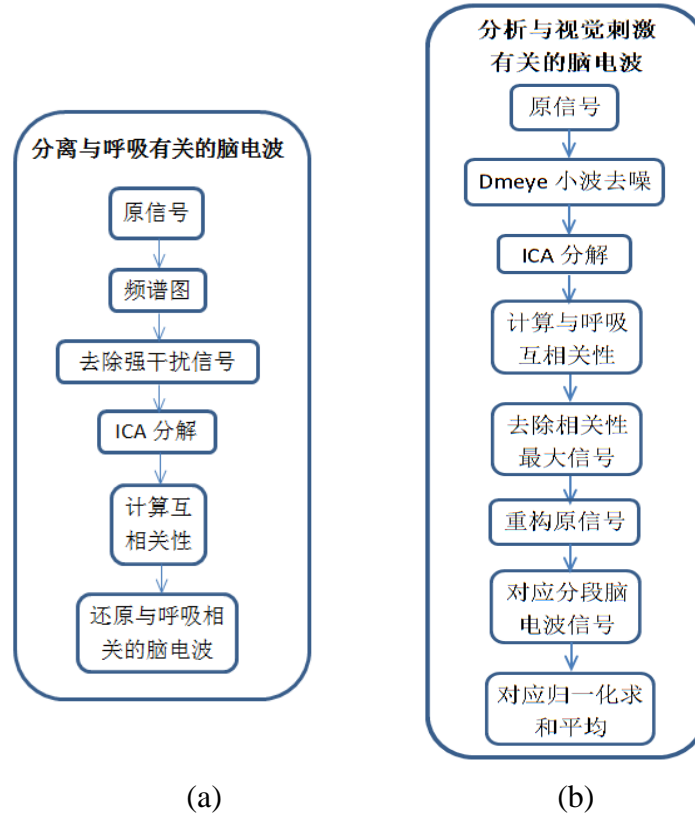 分离与呼吸有关的脑电波
原信号
频谱图
去除强干扰信号
ICA 分解
计算互
相关性
还原与呼吸相
关的脑电波
(a)
分析与视觉刺激
有关的脑电波
原信号
Dmeye 小波去噪
ICA 分解
计算与呼吸
互相关性
去除相关性
最大信号
重构原信号
对应分段脑
电波信号
对应归一化求
和平均
(b)